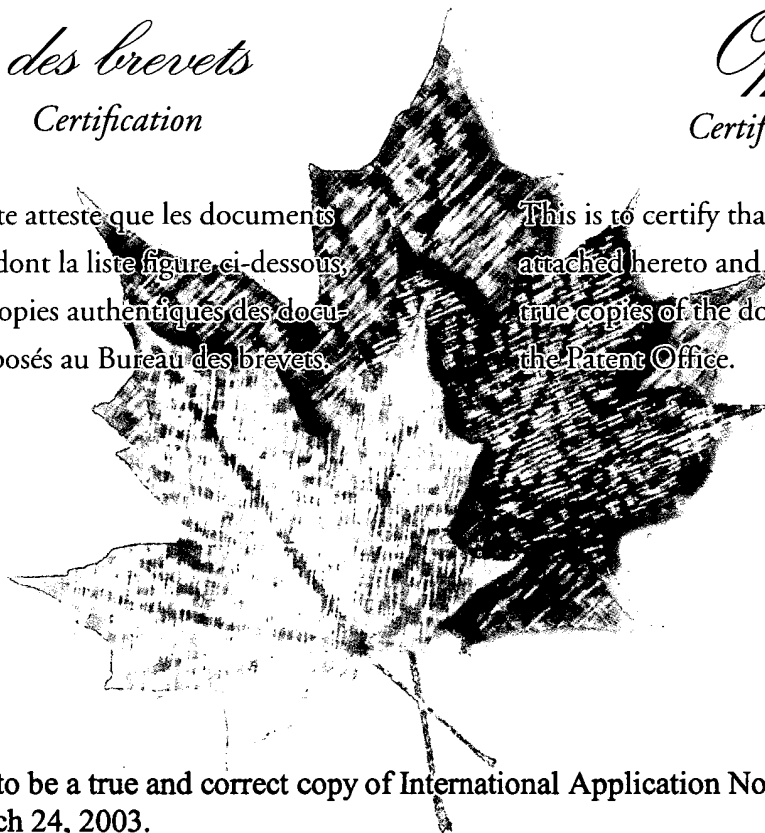 des brevets
Certification
te atteste que les documents
dont la liste figure ci-dessous,
opies authentiques des docu-
posés au Bureau des brevets.
Certif
This is to certify tha
attached hereto and
true copies of the do
the Patent Office.
to be a true and correct copy of International Application No
ch 24, 2003.